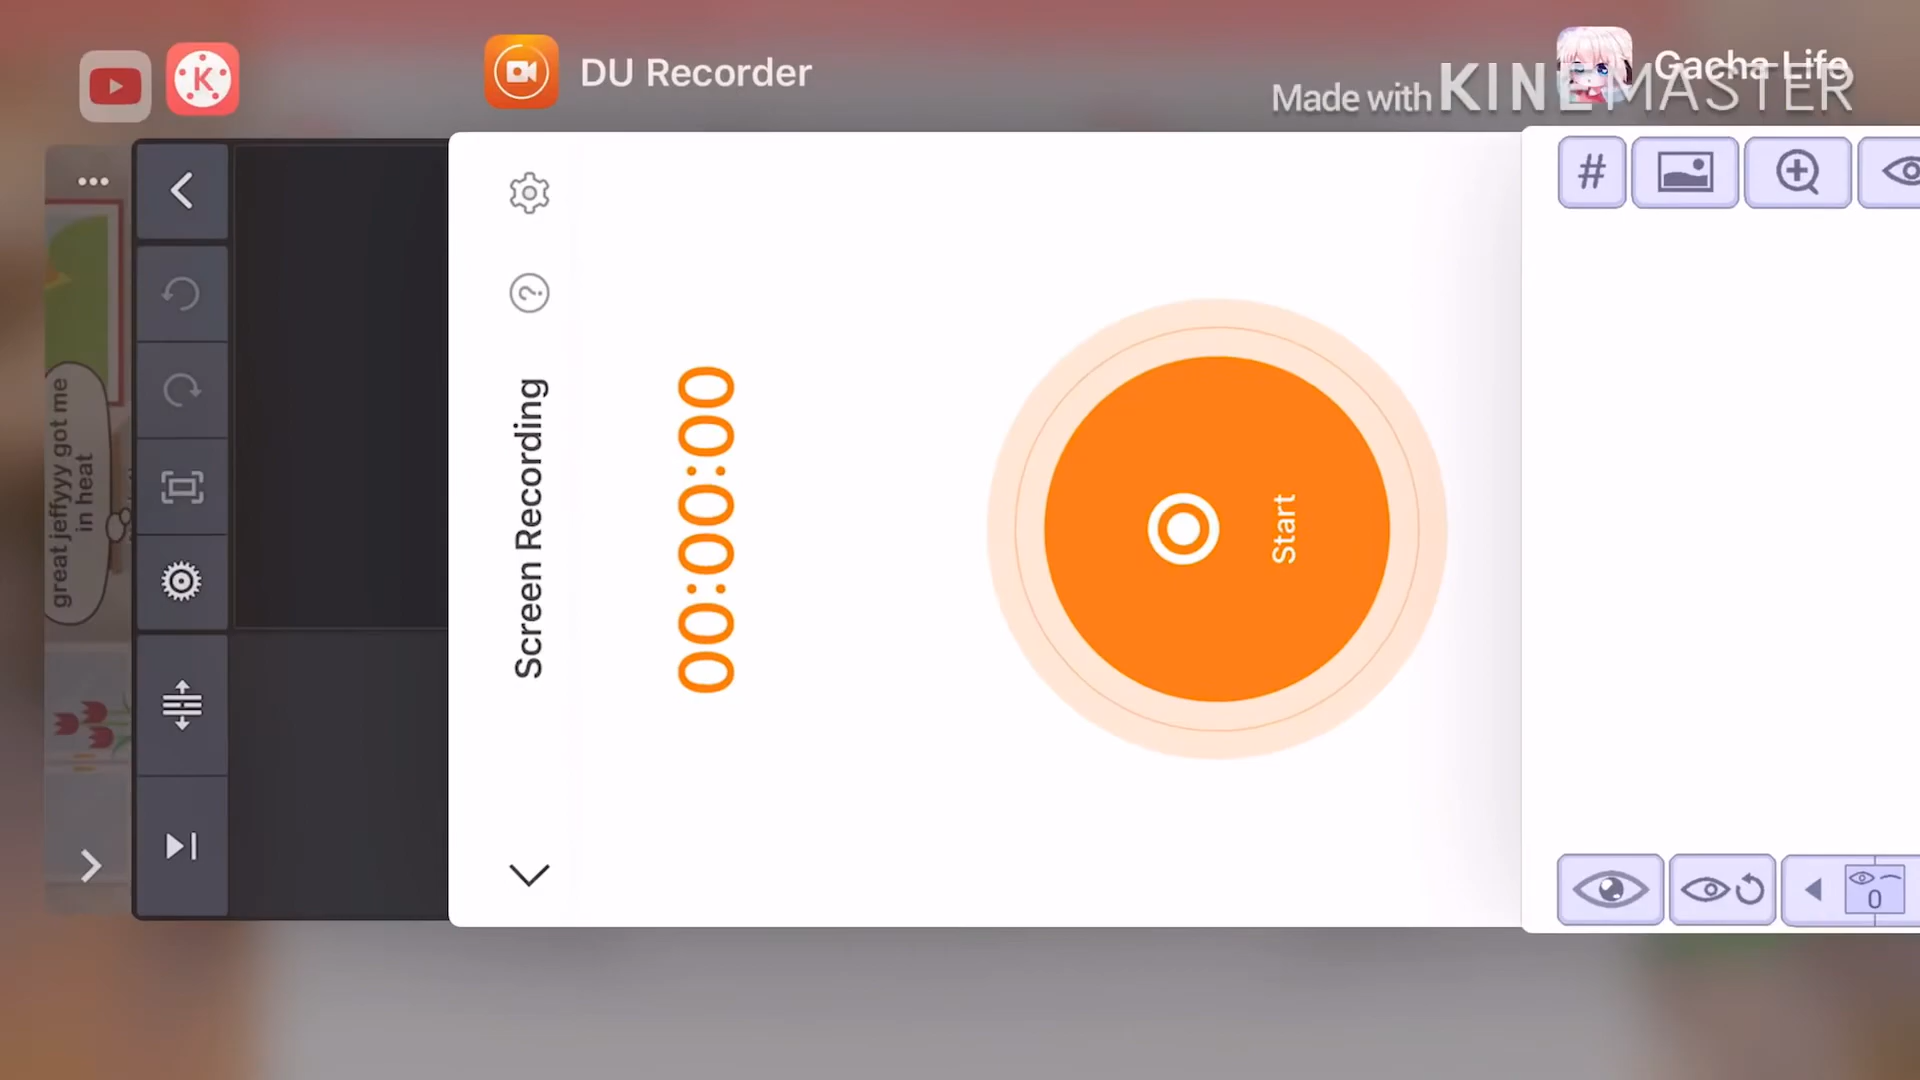 DU Recorder
Gacha Life
Made with KINEMASTER
K
#
great jeffyyy got me
in heat
Screen Recording
?
00:00:00
Start
0